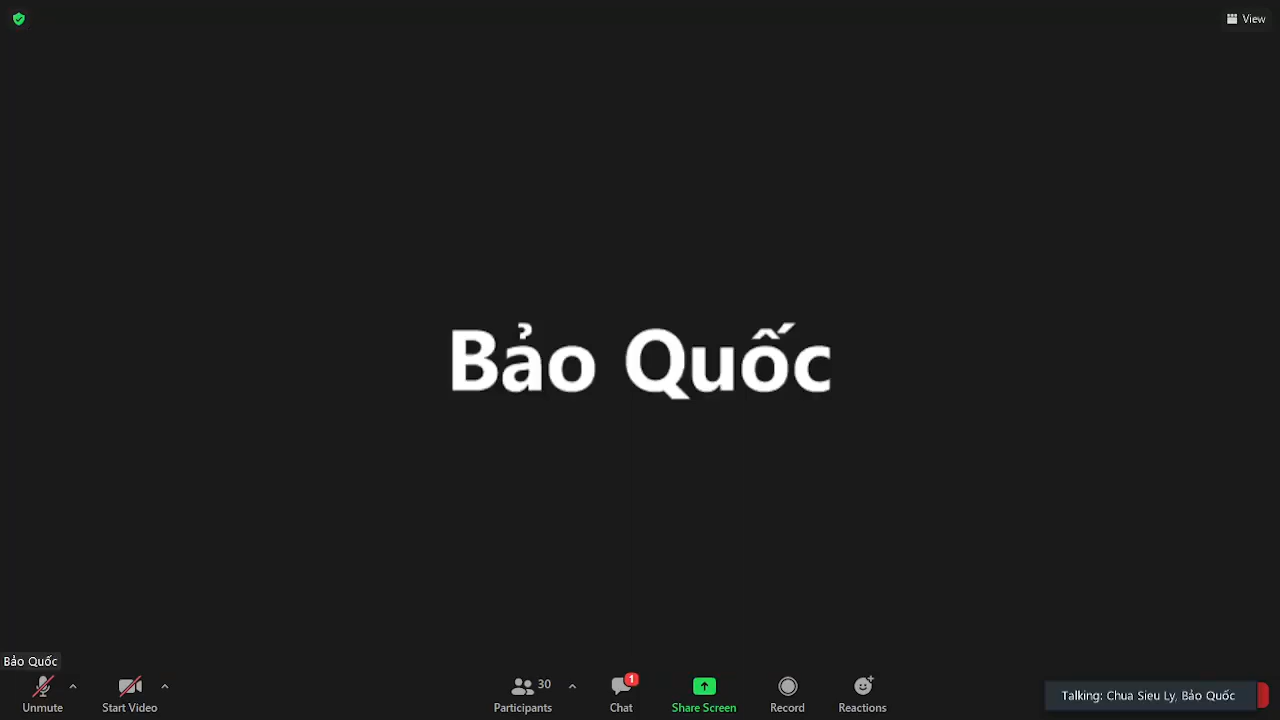 View
Bảo Quốc
Bảo Quốc
Unmute
Start Video
30
Participants
1
Chat
Share Screen
Record
Reactions
Talking: Chua Sieu Ly, Bảo Quốc